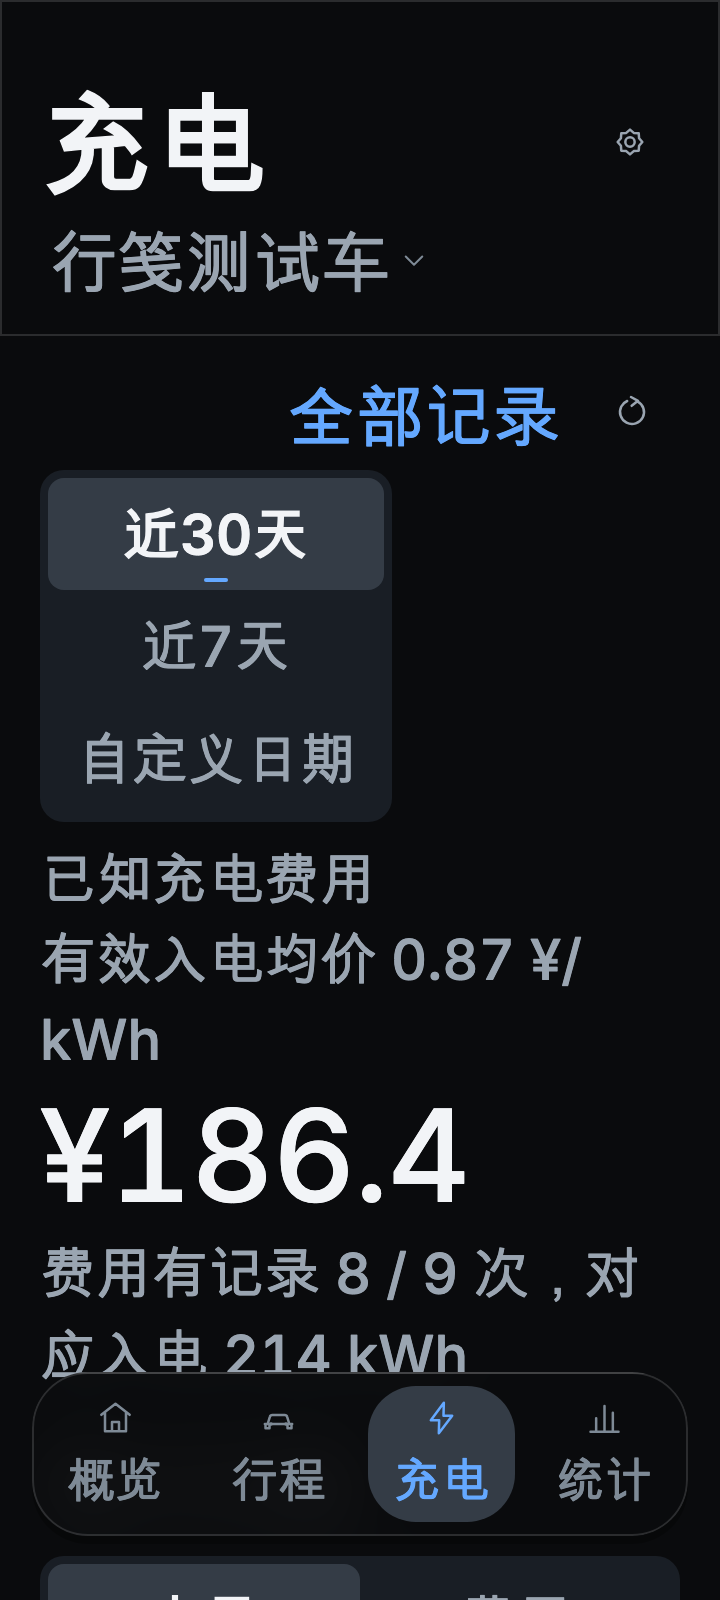 充电
行笺测试车
全部记录
近30天
近7天
自定义日期
已知充电费用
有效入电均价 0.87 ¥/
kWh
¥186.4
费用有记录 8 / 9 次，对
应入电 214 kWh
概览
行程
充电
统计